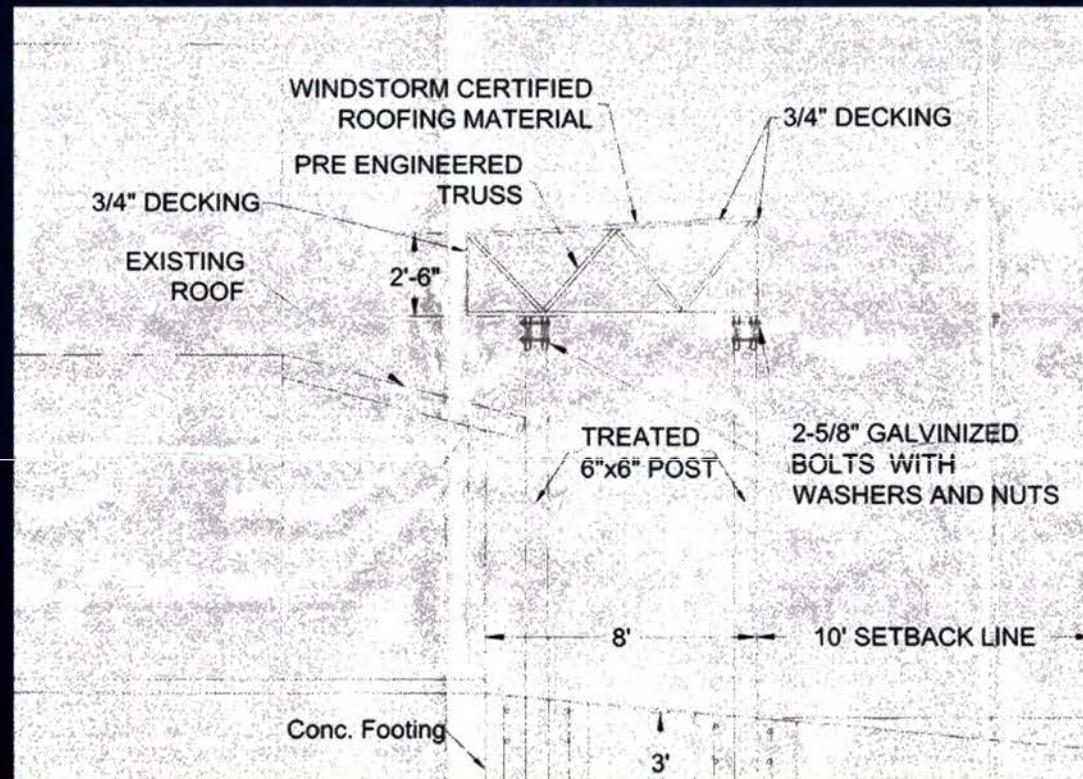 WINDSTORM CERTIFIED
ROOFING MATERIAL
3/4" DECKING
PRE ENGINEERED
TRUSS
3/4" DECKING
EXISTING
ROOF
2'-6"
TREATED
6"x6" POST
2-5/8" GALVINIZED
BOLTS WITH
WASHERS AND NUTS
8'
10' SETBACK LINE
Conc. Footing
3'